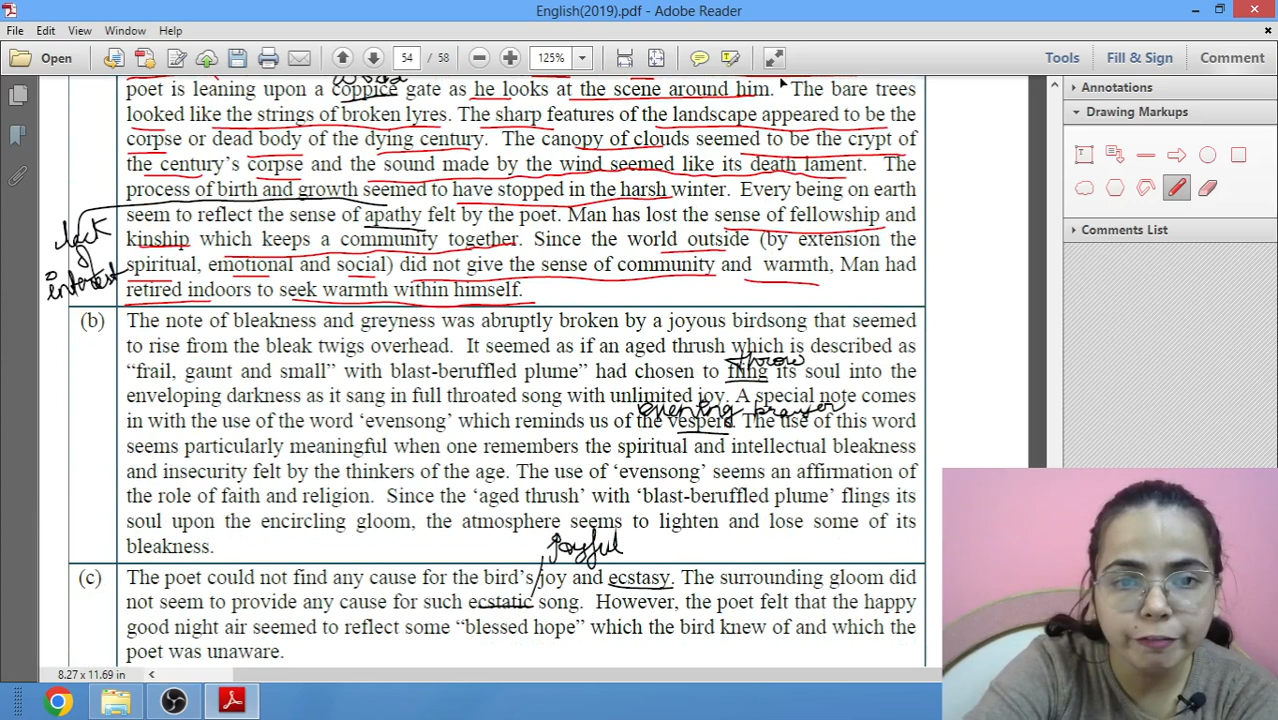 English(2019).pdf - Adobe Reader
File Edit View Window Help
Open 54 / 58 125% Tools Fill & Sign Comment
Annotations
Drawing Markups
Comments List
poet is leaning upon a coppice gate as he looks at the scene around him. The bare trees
looked like the strings of broken lyres. The sharp features of the landscape appeared to be the
corpse or dead body of the dying century. The canopy of clouds seemed to be the crypt of
the century's corpse and the sound made by the wind seemed like its death lament. The
process of birth and growth seemed to have stopped in the harsh winter. Every being on earth
seem to reflect the sense of apathy felt by the poet. Man has lost the sense of fellowship and
lack
kinship which keeps a community together. Since the world outside (by extension the
spiritual, emotional and social) did not give the sense of community and warmth, Man had
interest
retired indoors to seek warmth within himself.
(b) The note of bleakness and greyness was abruptly broken by a joyous birdsong that seemed
to rise from the bleak twigs overhead. It seemed as if an aged thrush which is described as
throw
“frail, gaunt and small” with blast-beruffled plume” had chosen to fling its soul into the
enveloping darkness as it sang in full throated song with unlimited joy. A special note comes
evening prayer
in with the use of the word ‘evensong’ which reminds us of the vespers. The use of this word
seems particularly meaningful when one remembers the spiritual and intellectual bleakness
and insecurity felt by the thinkers of the age. The use of ‘evensong’ seems an affirmation of
the role of faith and religion. Since the ‘aged thrush’ with ‘blast-beruffled plume’ flings its
soul upon the encircling gloom, the atmosphere seems to lighten and lose some of its
bleakness.
joyful
(c) The poet could not find any cause for the bird's joy and ecstasy. The surrounding gloom did
not seem to provide any cause for such ecstatic song. However, the poet felt that the happy
good night air seemed to reflect some “blessed hope” which the bird knew of and which the
poet was unaware.
8.27 x 11.69 in